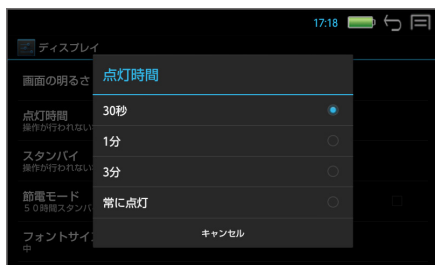 17:18
ディスプレイ
画面の明るさ
点灯時間
操作が行われない
スタンバイ
操作が行われない
節電モード
50時間スタンバ
フォントサイ
中
点灯時間
30秒
1分
3分
常に点灯
キャンセル